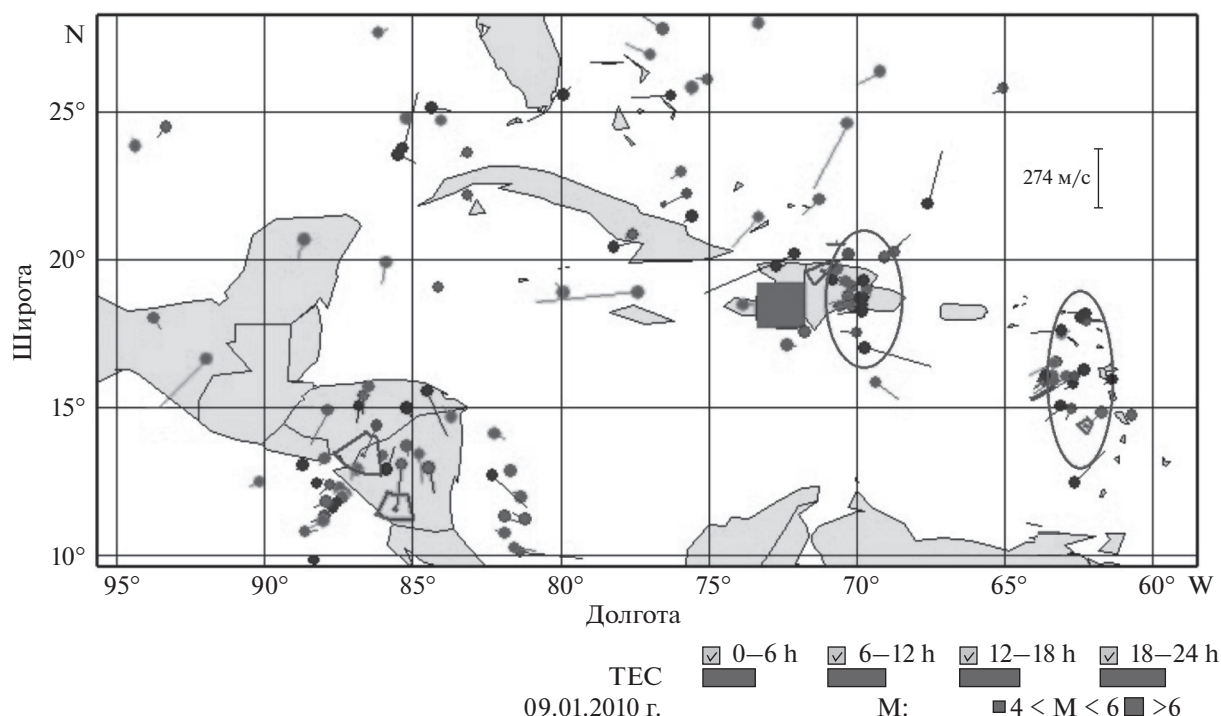 N
25°
20°
15°
10°
Широта
274 м/с
95° 90° 85° 80° 75° 70° 65° 60° W
Долгота
0–6 h 6–12 h 12–18 h 18–24 h
TEC
09.01.2010 г. M: 4 < M < 6 >6